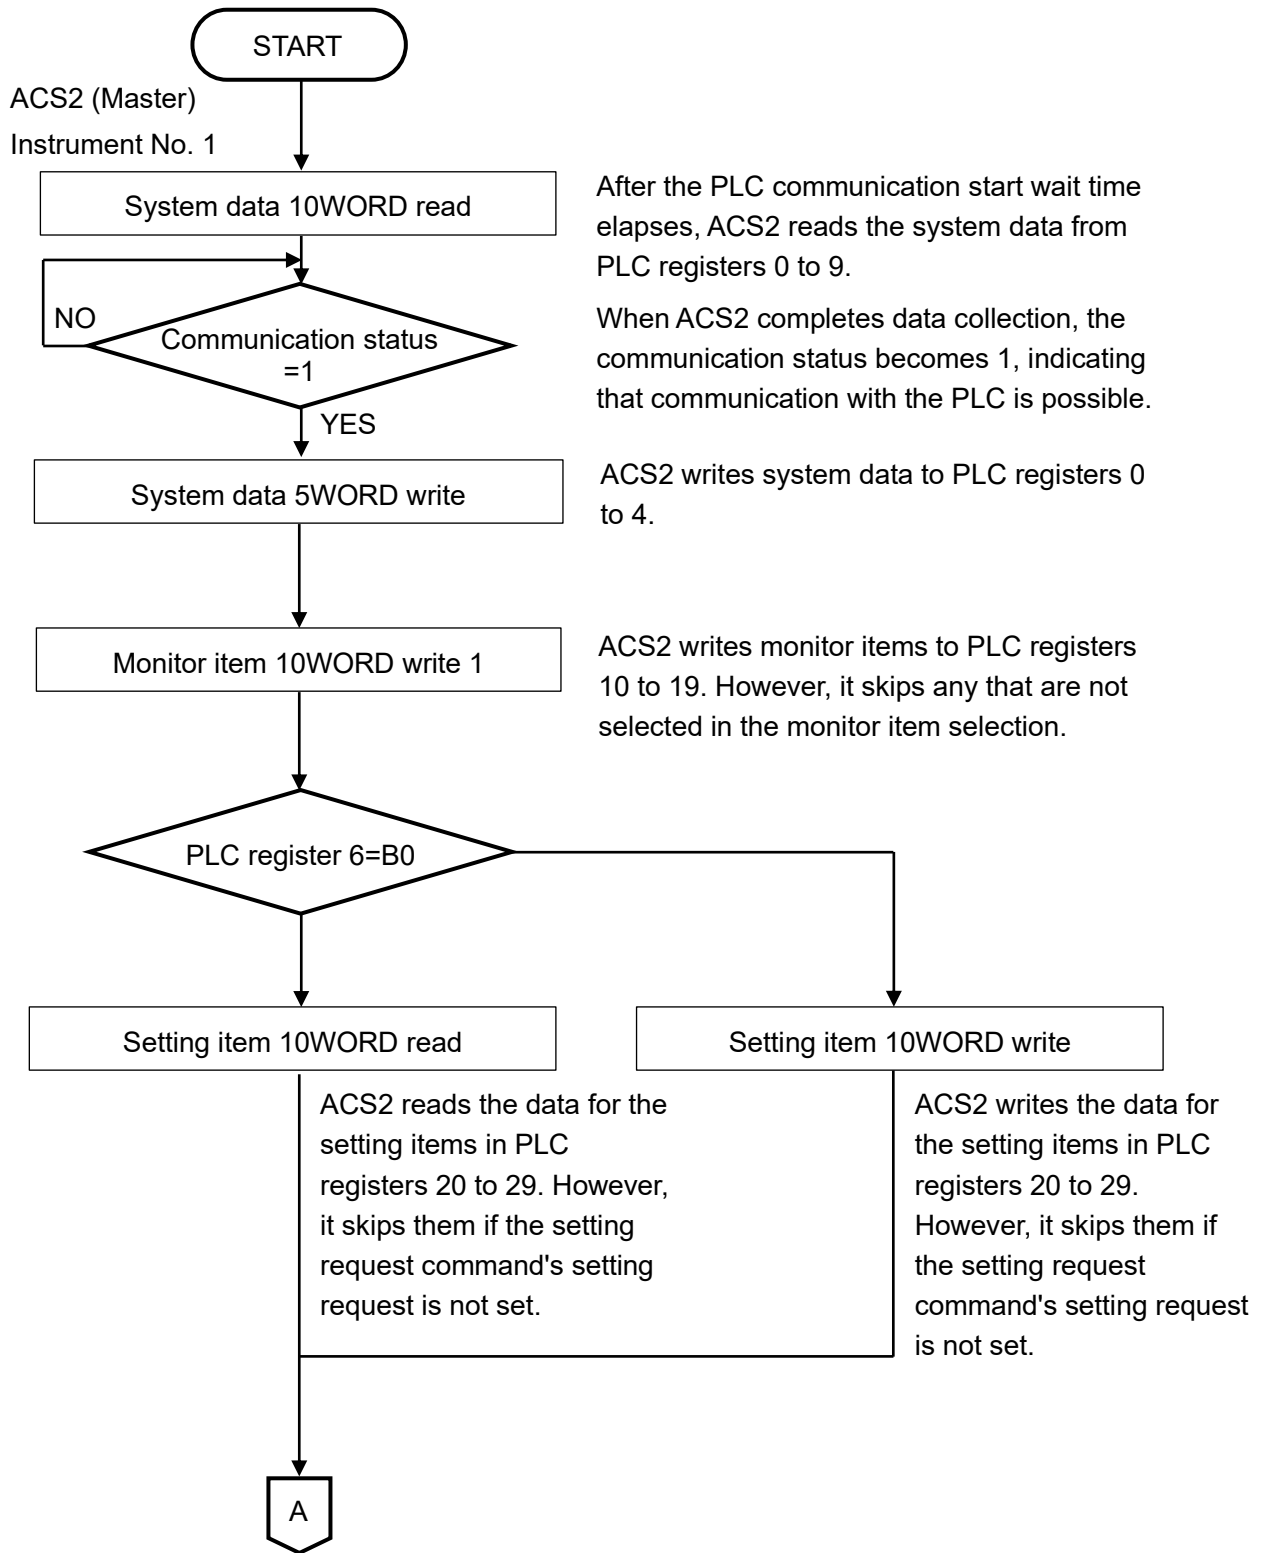 START
ACS2 (Master)
Instrument No. 1
System data 10WORD read
After the PLC communication start wait time
elapses, ACS2 reads the system data from
PLC registers 0 to 9.
NO
Communication status
=1
When ACS2 completes data collection, the
communication status becomes 1, indicating
that communication with the PLC is possible.
YES
System data 5WORD write
ACS2 writes system data to PLC registers 0
to 4.
Monitor item 10WORD write 1
ACS2 writes monitor items to PLC registers
10 to 19. However, it skips any that are not
selected in the monitor item selection.
PLC register 6=B0
Setting item 10WORD read
Setting item 10WORD write
ACS2 reads the data for the
setting items in PLC
registers 20 to 29. However,
it skips them if the setting
request command's setting
request is not set.
ACS2 writes the data for
the setting items in PLC
registers 20 to 29.
However, it skips them if
the setting request
command's setting request
is not set.
A